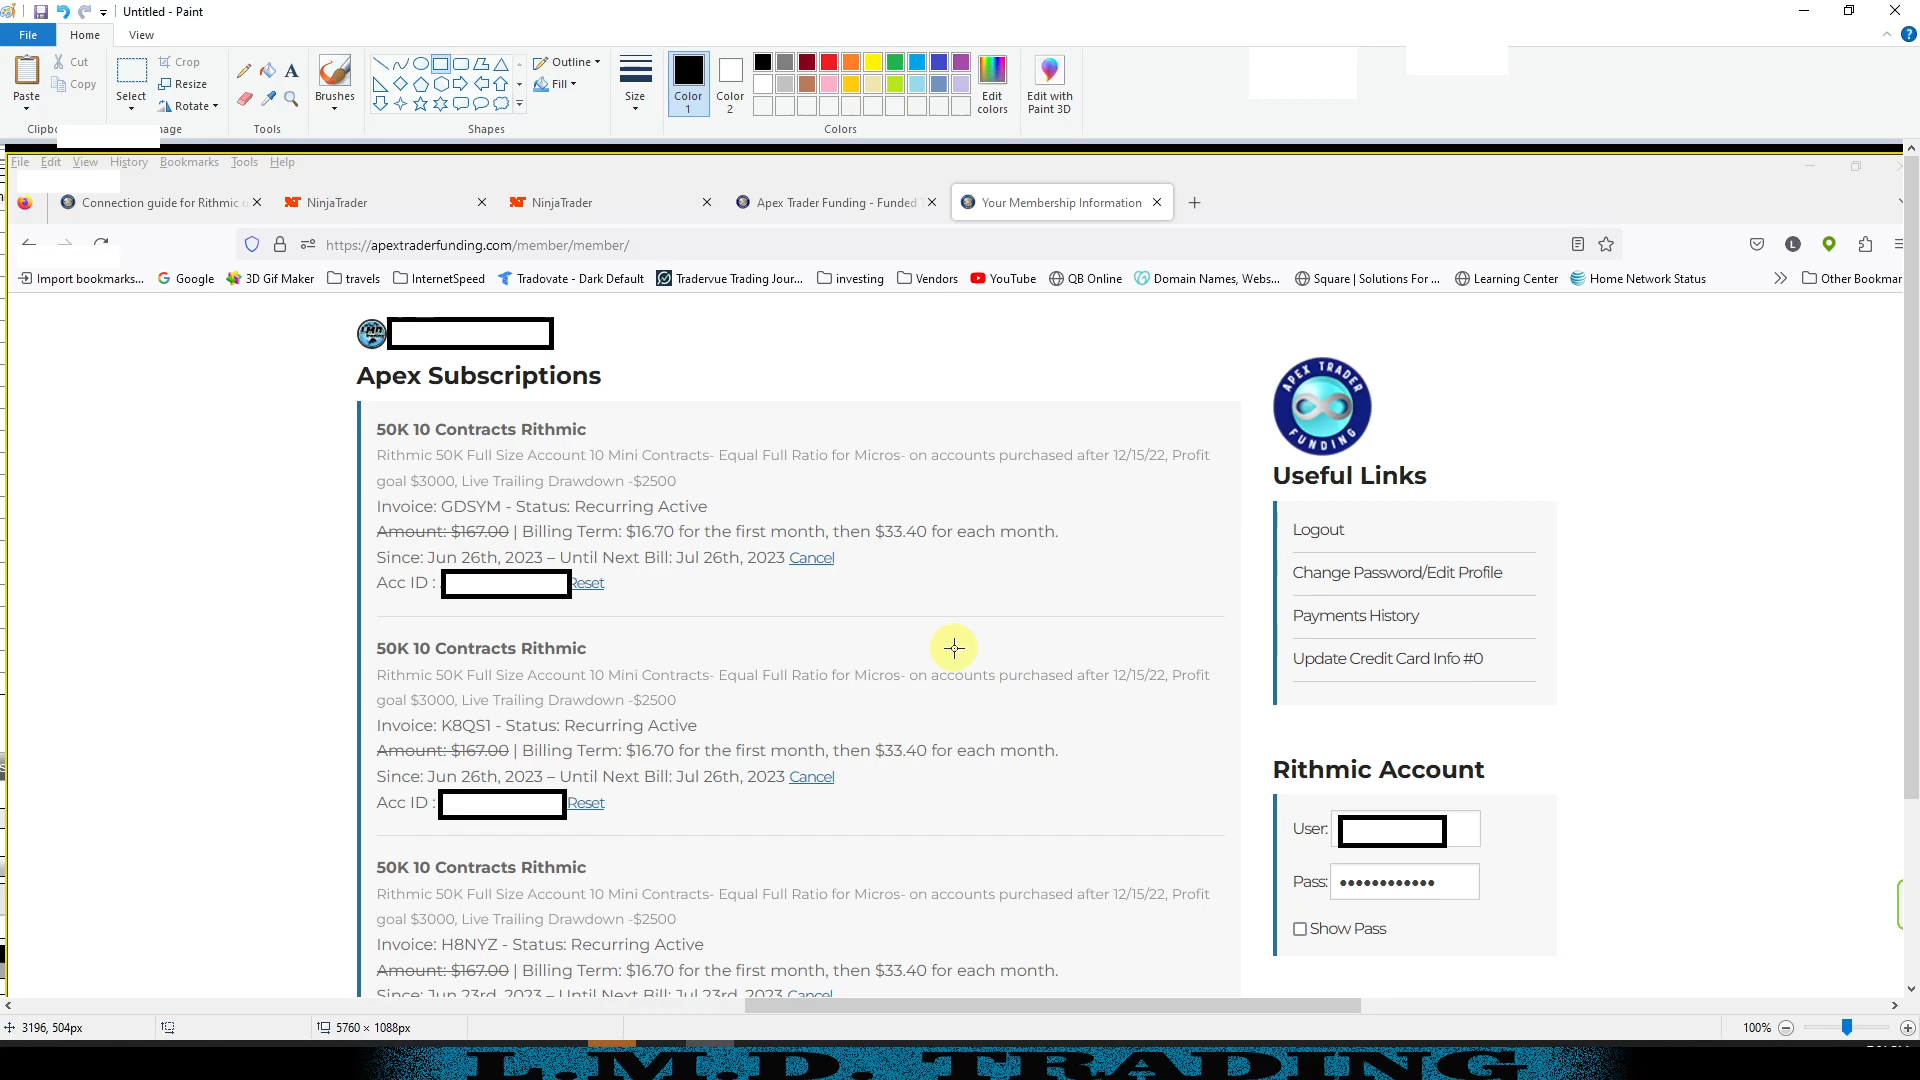 Untitled - Paint
File Home View
Paste
Cut
Copy
Select
Crop
Resize
Rotate
Brushes
Outline
Fill
Size
Color 1
Color 2
Edit colors
Edit with Paint 3D
Tools
Shapes
Colors
File Edit View History Bookmarks Tools Help
Connection guide for Rithmic NinjaTrader NinjaTrader Apex Trader Funding - Funded Your Membership Information
https://apextraderfunding.com/member/member/
Import bookmarks... Google 3D Gif Maker travels InternetSpeed Tradovate - Dark Default Tradervue Trading Jour... investing Vendors YouTube QB Online Domain Names, Webs... Square | Solutions For ... Learning Center Home Network Status Other Bookmar
LMD
Apex Subscriptions
50K 10 Contracts Rithmic
Rithmic 50K Full Size Account 10 Mini Contracts- Equal Full Ratio for Micros- on accounts purchased after 12/15/22, Profit
goal $3000, Live Trailing Drawdown -$2500
Invoice: GDSYM - Status: Recurring Active
Amount: $167.00 | Billing Term: $16.70 for the first month, then $33.40 for each month.
Since: Jun 26th, 2023 – Until Next Bill: Jul 26th, 2023 Cancel
Acc ID : Reset
50K 10 Contracts Rithmic
Rithmic 50K Full Size Account 10 Mini Contracts- Equal Full Ratio for Micros- on accounts purchased after 12/15/22, Profit
goal $3000, Live Trailing Drawdown -$2500
Invoice: K8QS1 - Status: Recurring Active
Amount: $167.00 | Billing Term: $16.70 for the first month, then $33.40 for each month.
Since: Jun 26th, 2023 – Until Next Bill: Jul 26th, 2023 Cancel
Acc ID : Reset
50K 10 Contracts Rithmic
Rithmic 50K Full Size Account 10 Mini Contracts- Equal Full Ratio for Micros- on accounts purchased after 12/15/22, Profit
goal $3000, Live Trailing Drawdown -$2500
Invoice: H8NYZ - Status: Recurring Active
Amount: $167.00 | Billing Term: $16.70 for the first month, then $33.40 for each month.
Since: Jun 23rd, 2023 – Until Next Bill: Jul 23rd, 2023 Cancel
APEX TRADER
FUNDING
Useful Links
Logout
Change Password/Edit Profile
Payments History
Update Credit Card Info #0
Rithmic Account
User:
Pass: ••••••••••••
Show Pass
3196, 504px 5760 × 1088px 100%
L.M.D. TRADING